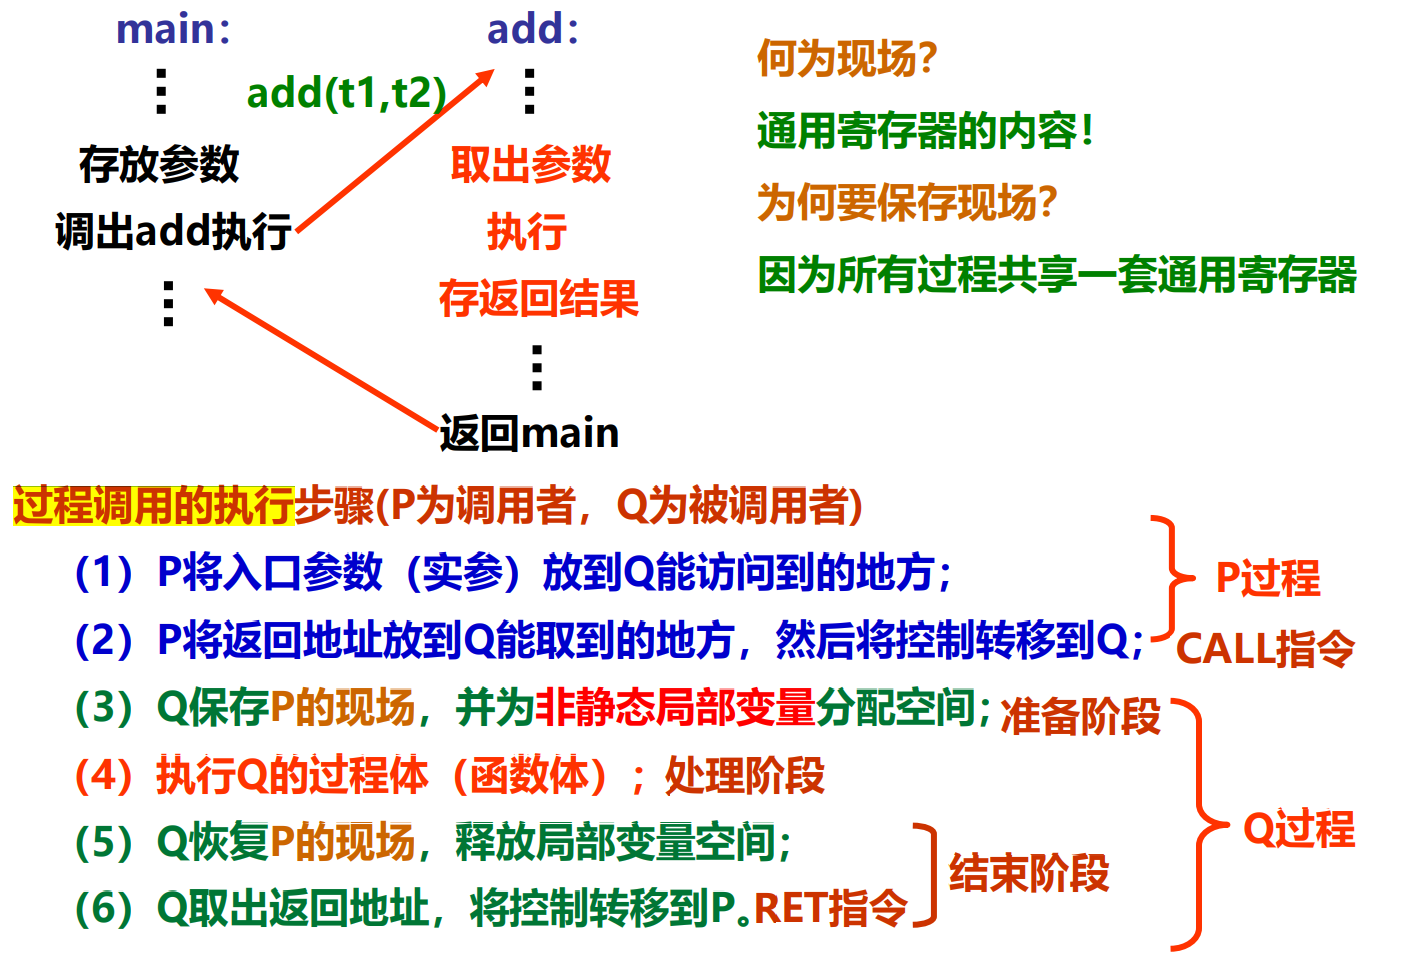 main：
add(t1,t2)
存放参数
调出add执行
add：
取出参数
执行
存返回结果
返回main
何为现场？
通用寄存器的内容！
为何要保存现场？
因为所有过程共享一套通用寄存器
过程调用的执行步骤(P为调用者，Q为被调用者)
（1）P将入口参数（实参）放到Q能访问到的地方；
（2）P将返回地址放到Q能取到的地方，然后将控制转移到Q；
P过程
CALL指令
（3）Q保存P的现场，并为非静态局部变量分配空间；准备阶段
（4）执行Q的过程体（函数体）；处理阶段
（5）Q恢复P的现场，释放局部变量空间；
（6）Q取出返回地址，将控制转移到P。RET指令
结束阶段
Q过程